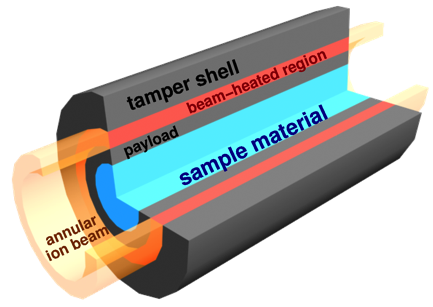 tamper shell
beam-heated region
payload
sample material
annular
ion beam